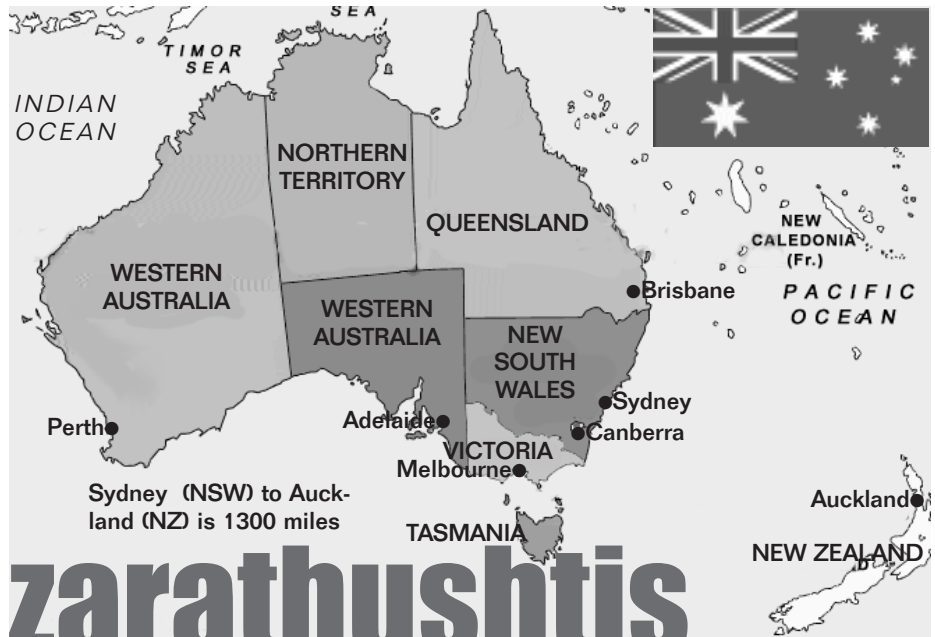 SEA
TIMOR
SEA
INDIAN
OCEAN
NORTHERN
TERRITORY
QUEENSLAND
NEW
CALEDONIA
(Fr.)
WESTERN
AUSTRALIA
WESTERN
AUSTRALIA
Brisbane
PACIFIC
OCEAN
NEW
SOUTH
WALES
Sydney
Perth
Adelaide
Canberra
VICTORIA
Melbourne
Sydney (NSW) to Auck-
land (NZ) is 1300 miles
Auckland
TASMANIA
NEW ZEALAND
zarathushtis